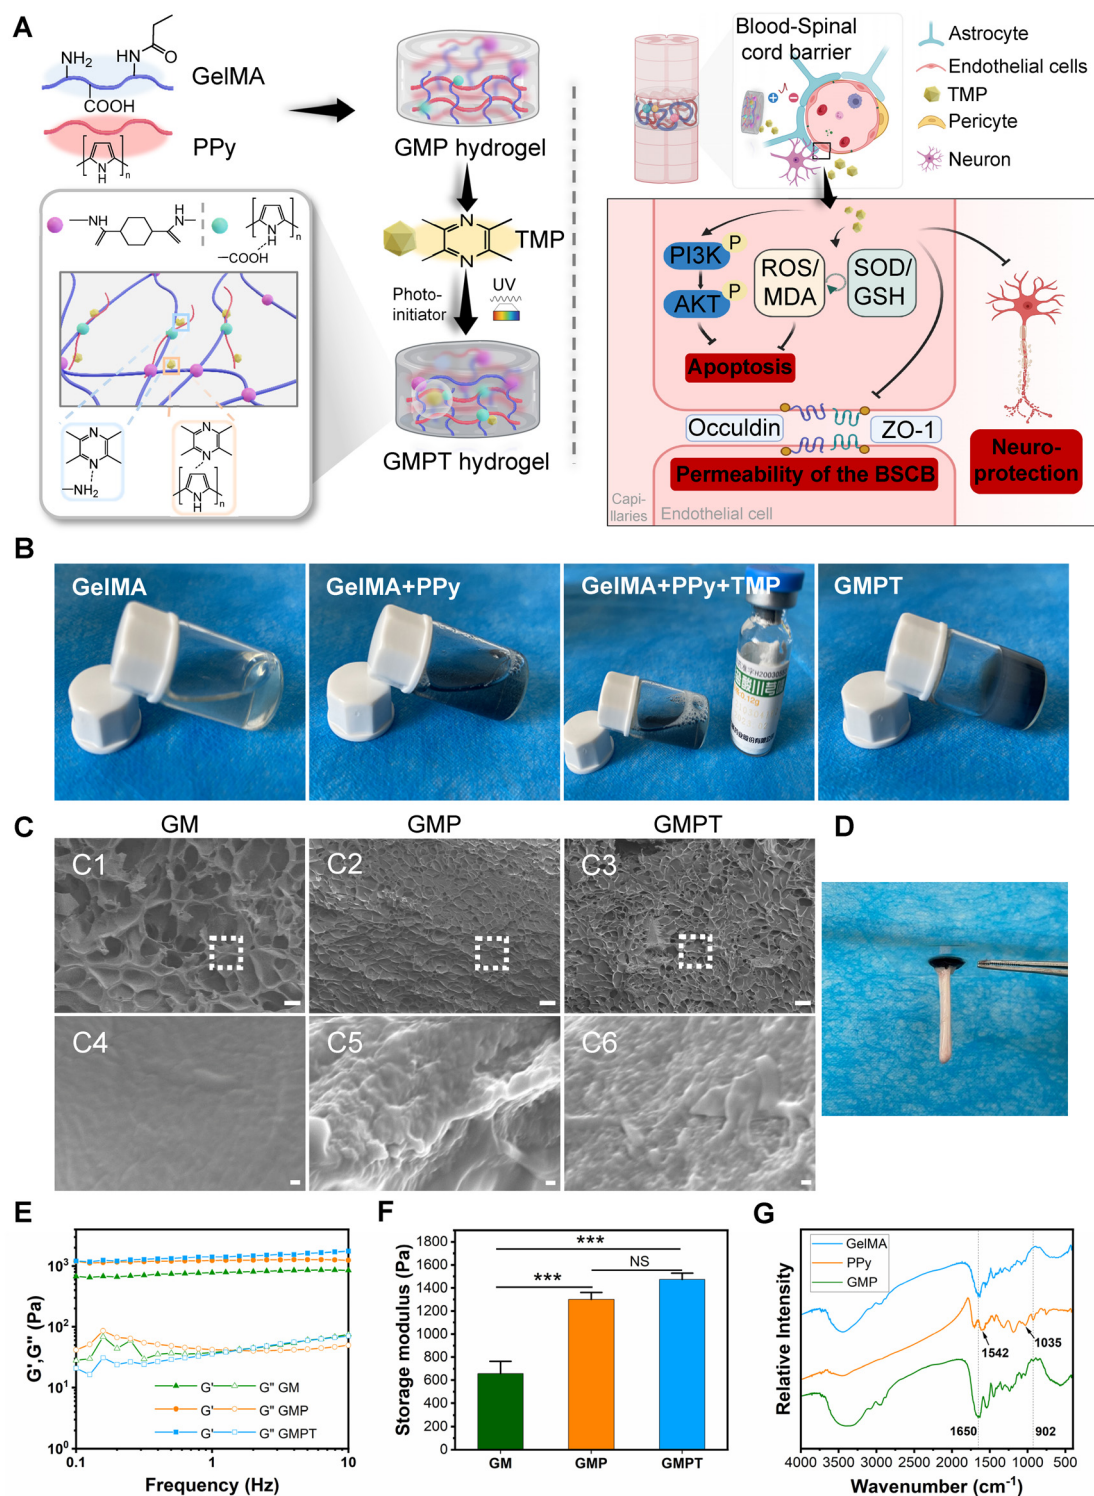 A
NH₂
HN
O
GelMA
COOH
PPy
N
H
n
GMP hydrogel
N
N
TMP
Photo-
initiator
UV
GMPT hydrogel
—NH
HN—
N
H
n
—COOH
N
N
—NH₂
N
N
N
H
n
Blood-Spinal
cord barrier
Astrocyte
Endothelial cells
TMP
Pericyte
Neuron
PI3K
P
AKT
P
ROS/
MDA
SOD/
GSH
Apoptosis
Occuldin
ZO-1
Permeability of the BSCB
Neuro-
protection
Capi-
llaries
Endothelial cell
B
GelMA
GelMA+PPy
GelMA+PPy+TMP
GMPT
C
GM
GMP
GMPT
C1
C2
C3
C4
C5
C6
D
E
G',G'' (Pa)
10³
10²
10¹
10⁰
G' G'' GM
G' G'' GMP
G' G'' GMPT
0.1
1
10
Frequency (Hz)
F
Storage modulus (Pa)
1800
1600
1400
1200
1000
800
600
400
200
0
***
***
NS
GM
GMP
GMPT
G
Relative Intensity
GelMA
PPy
GMP
1542
1035
1650
902
4000
3000
2500
2000
1500
1000
500
Wavenumber (cm⁻¹)